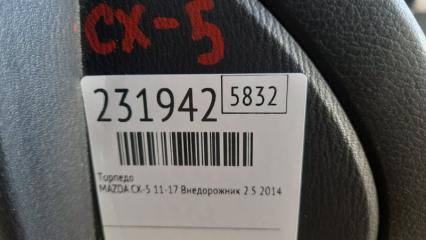 CX-5
231942 5832
Торпедо
MAZDA CX-5 11-17 Внедорожник 2.5 2014